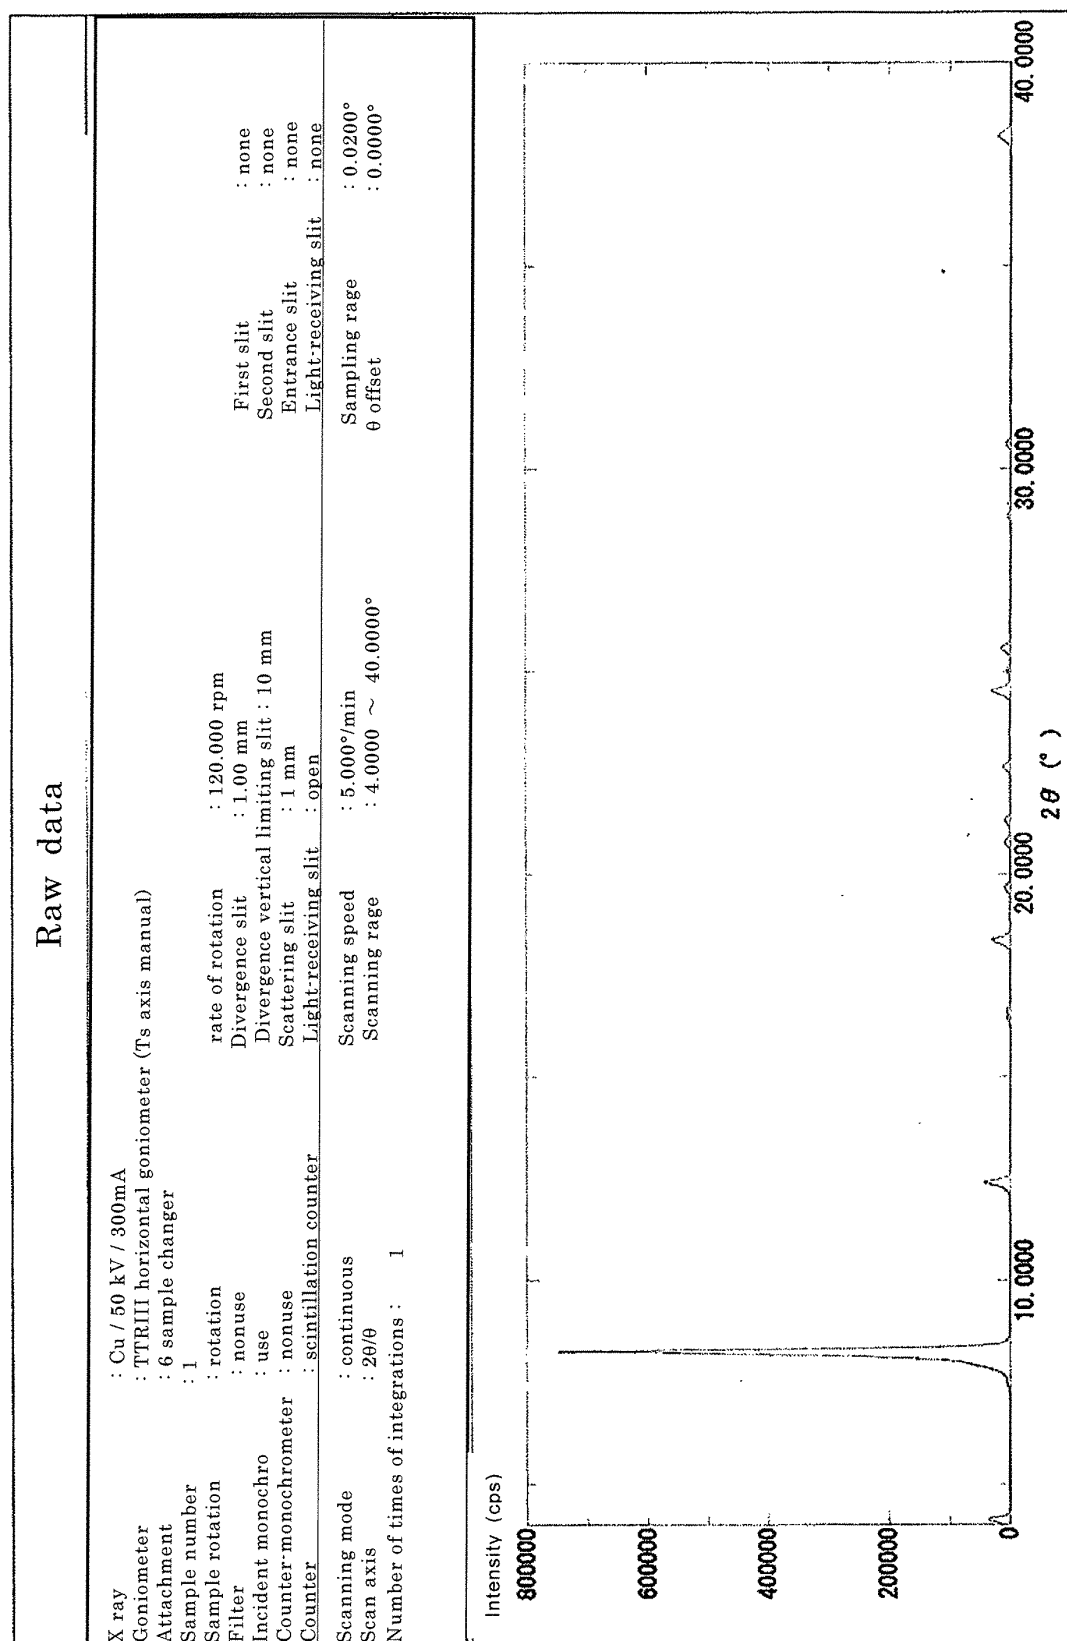 Raw data
X ray : Cu / 50 kV / 300mA
Goniometer : TTRIII horizontal goniometer (Ts axis manual)
Attachment : 6 sample changer
Sample number : 1
Sample rotation : rotation rate of rotation : 120.000 rpm
Filter : nonuse Divergence slit : 1.00 mm First slit : none
Incident monochro : use Divergence vertical limiting slit : 10 mm Second slit : none
Counter-monochrometer : nonuse Scattering slit : 1 mm Entrance slit : none
Counter : scintillation counter Light-receiving slit : open Light-receiving slit : none
Scanning mode : continuous Scanning speed : 5.000°/min Sampling rage : 0.0200°
Scan axis : 2θ/θ Scanning rage : 4.0000 ~ 40.0000° θ offset : 0.0000°
Number of times of integrations : 1
Intensity (cps)
800000
600000
400000
200000
0
10.0000 20.0000 30.0000 40.0000
2θ (°)